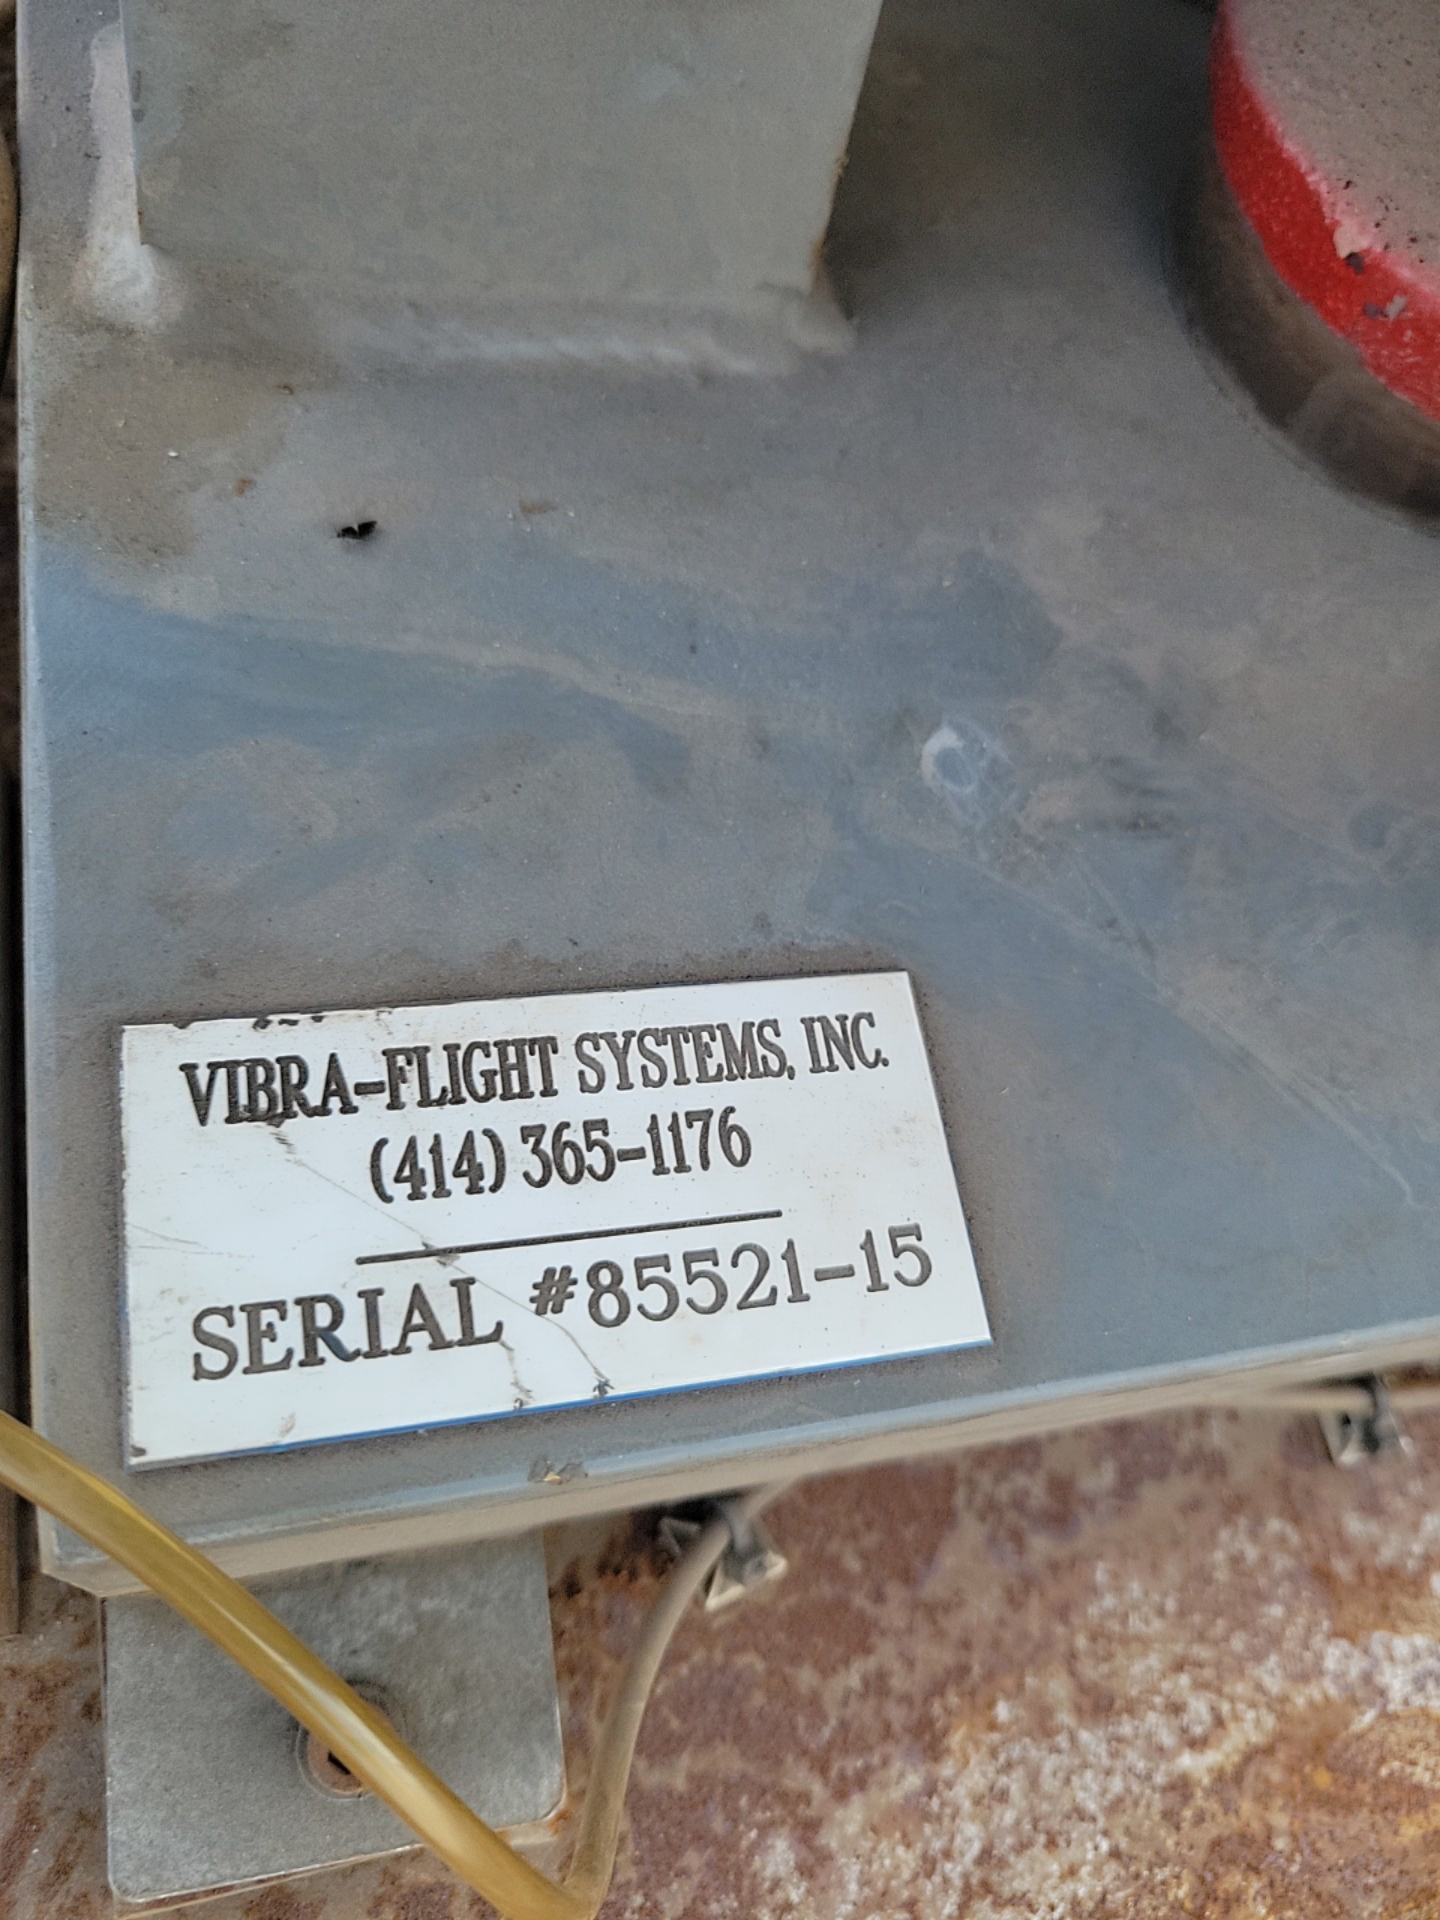 VIBRA-FLIGHT SYSTEMS, INC.
(414) 365-1176
SERIAL #85521-15